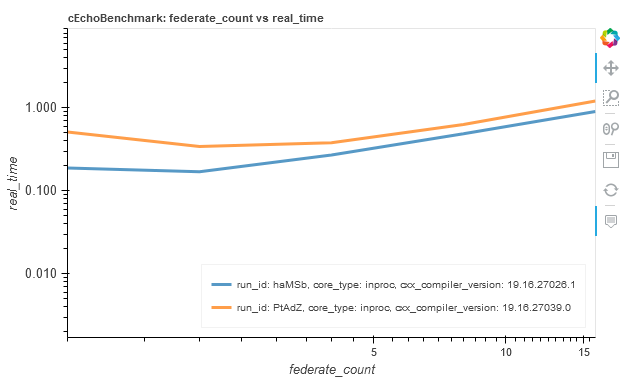 cEchoBenchmark: federate_count vs real_time
1.000
0.100
0.010
real_time
run_id: haMSb, core_type: inproc, cxx_compiler_version: 19.16.27026.1
run_id: PtAdZ, core_type: inproc, cxx_compiler_version: 19.16.27039.0
5
10
15
federate_count